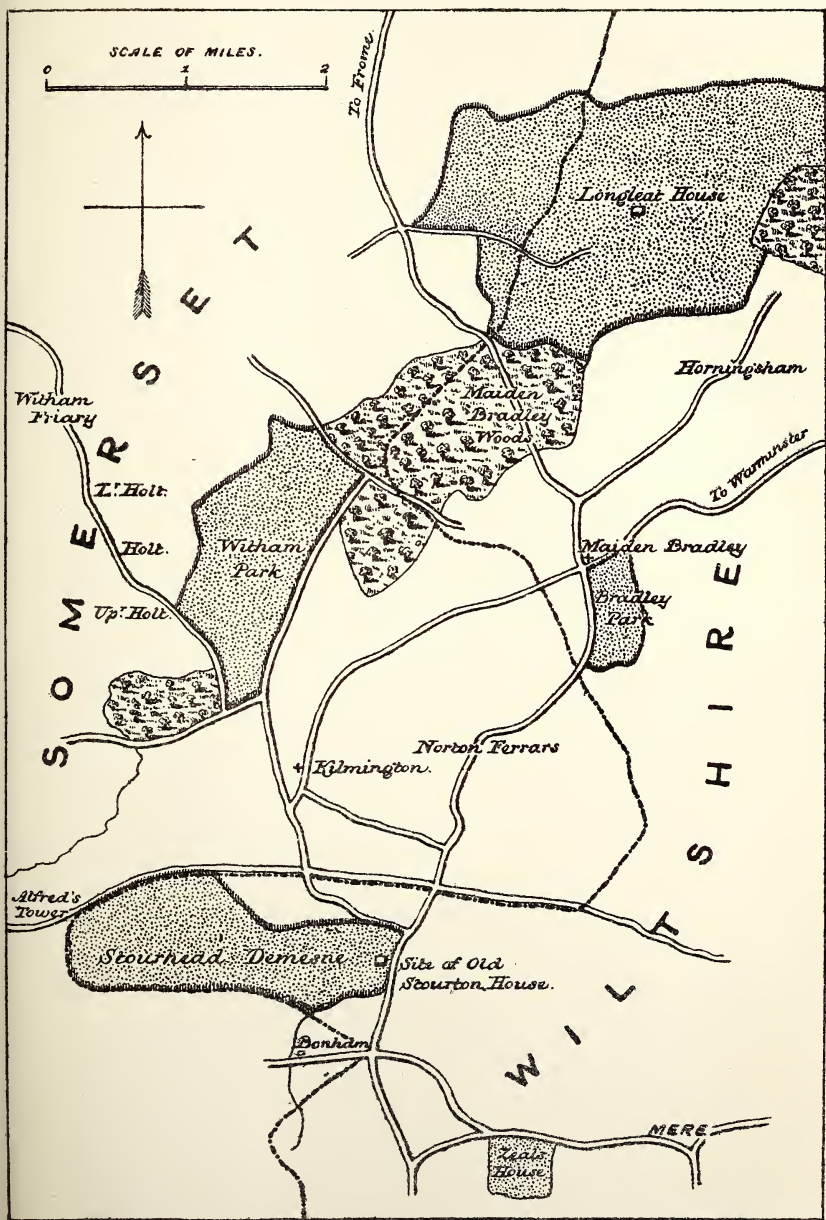 SCALE OF MILES.
0 1 2
To Frome.
Longleat House
SOMERSET
Horningsham
Maiden
Bradley
Woods
Witham
Friary
To Warminster
Lr. Holt.
Holt.
Witham
Park
Maiden Bradley
Bradley
Park
Upr. Holt.
WILTSHIRE
Norton Ferrars
Kilmington.
Alfred's
Tower
Stourhead Demesne
Site of Old
Stourton House.
Bonham
MERE
Zeals
House